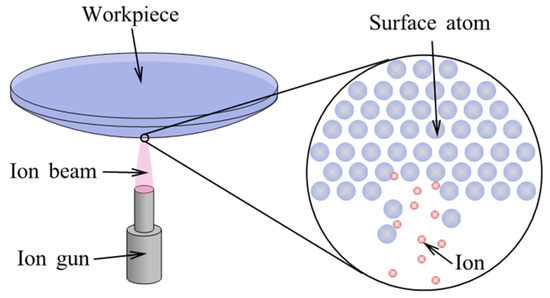 Workpiece
Surface atom
Ion beam
Ion gun
Ion